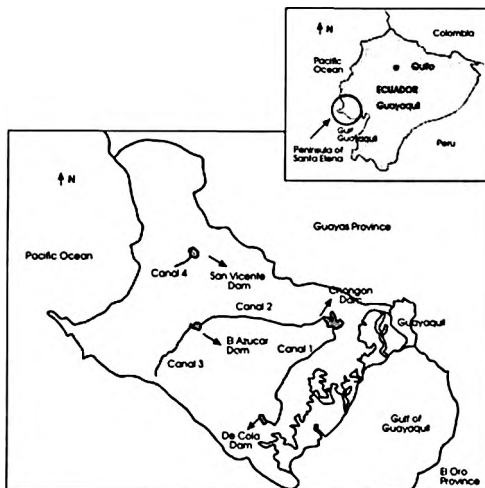 N
Colombia
Pacific
Ocean
Quito
ECUADOR
Guayaquil
Gulf
Guayaquil
Peninsula of
Santa Elena
Peru
N
Pacific Ocean
Guayas Province
Canal 4
San Vicente
Dam
Chongon
Dam
Canal 2
Guayaquil
El Azucar
Dam
Canal 1
Canal 3
De Cola
Dam
Gulf of
Guayaquil
El Oro
Province